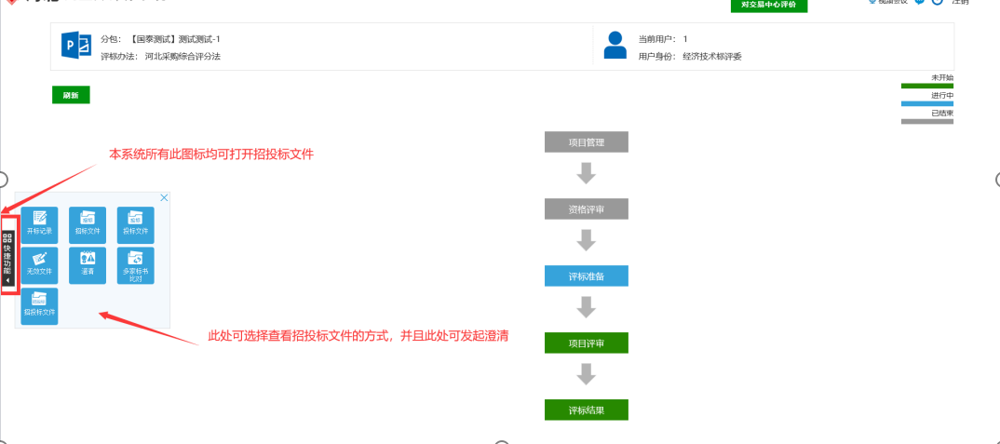 对交易中心评价
视频会议
注销
分包：【国泰测试】测试测试-1
评标办法：河北采购综合评分法
当前用户：1
用户身份：经济技术标评委
刷新
未开始
进行中
已结束
本系统所有此图标均可打开招投标文件
项目管理
资格评审
评标准备
项目评审
评标结果
快捷功能
开标记录
招标文件
投标文件
无效文件
澄清
多家标书
比对
招投标文件
此处可选择查看招投标文件的方式，并且此处可发起澄清